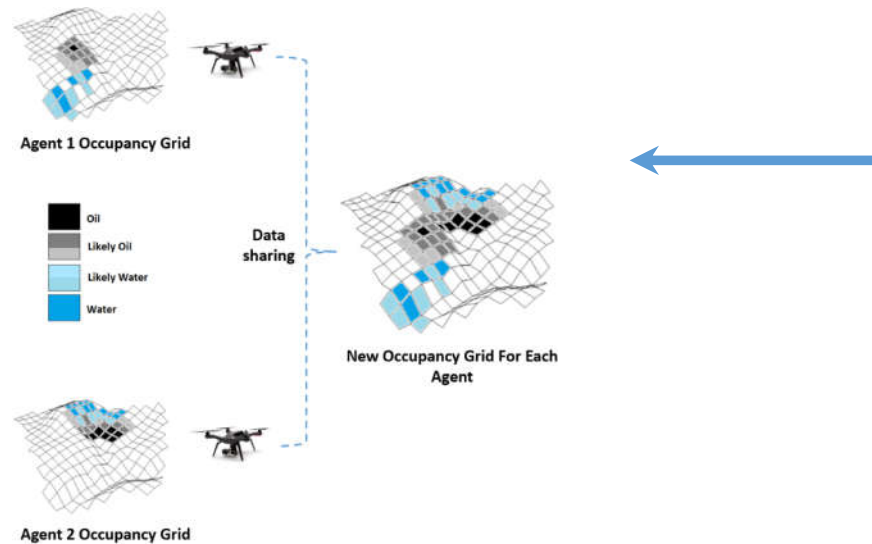 Agent 1 Occupancy Grid
Oil
Likely Oil
Likely Water
Water
Data
sharing
New Occupancy Grid For Each
Agent
Agent 2 Occupancy Grid